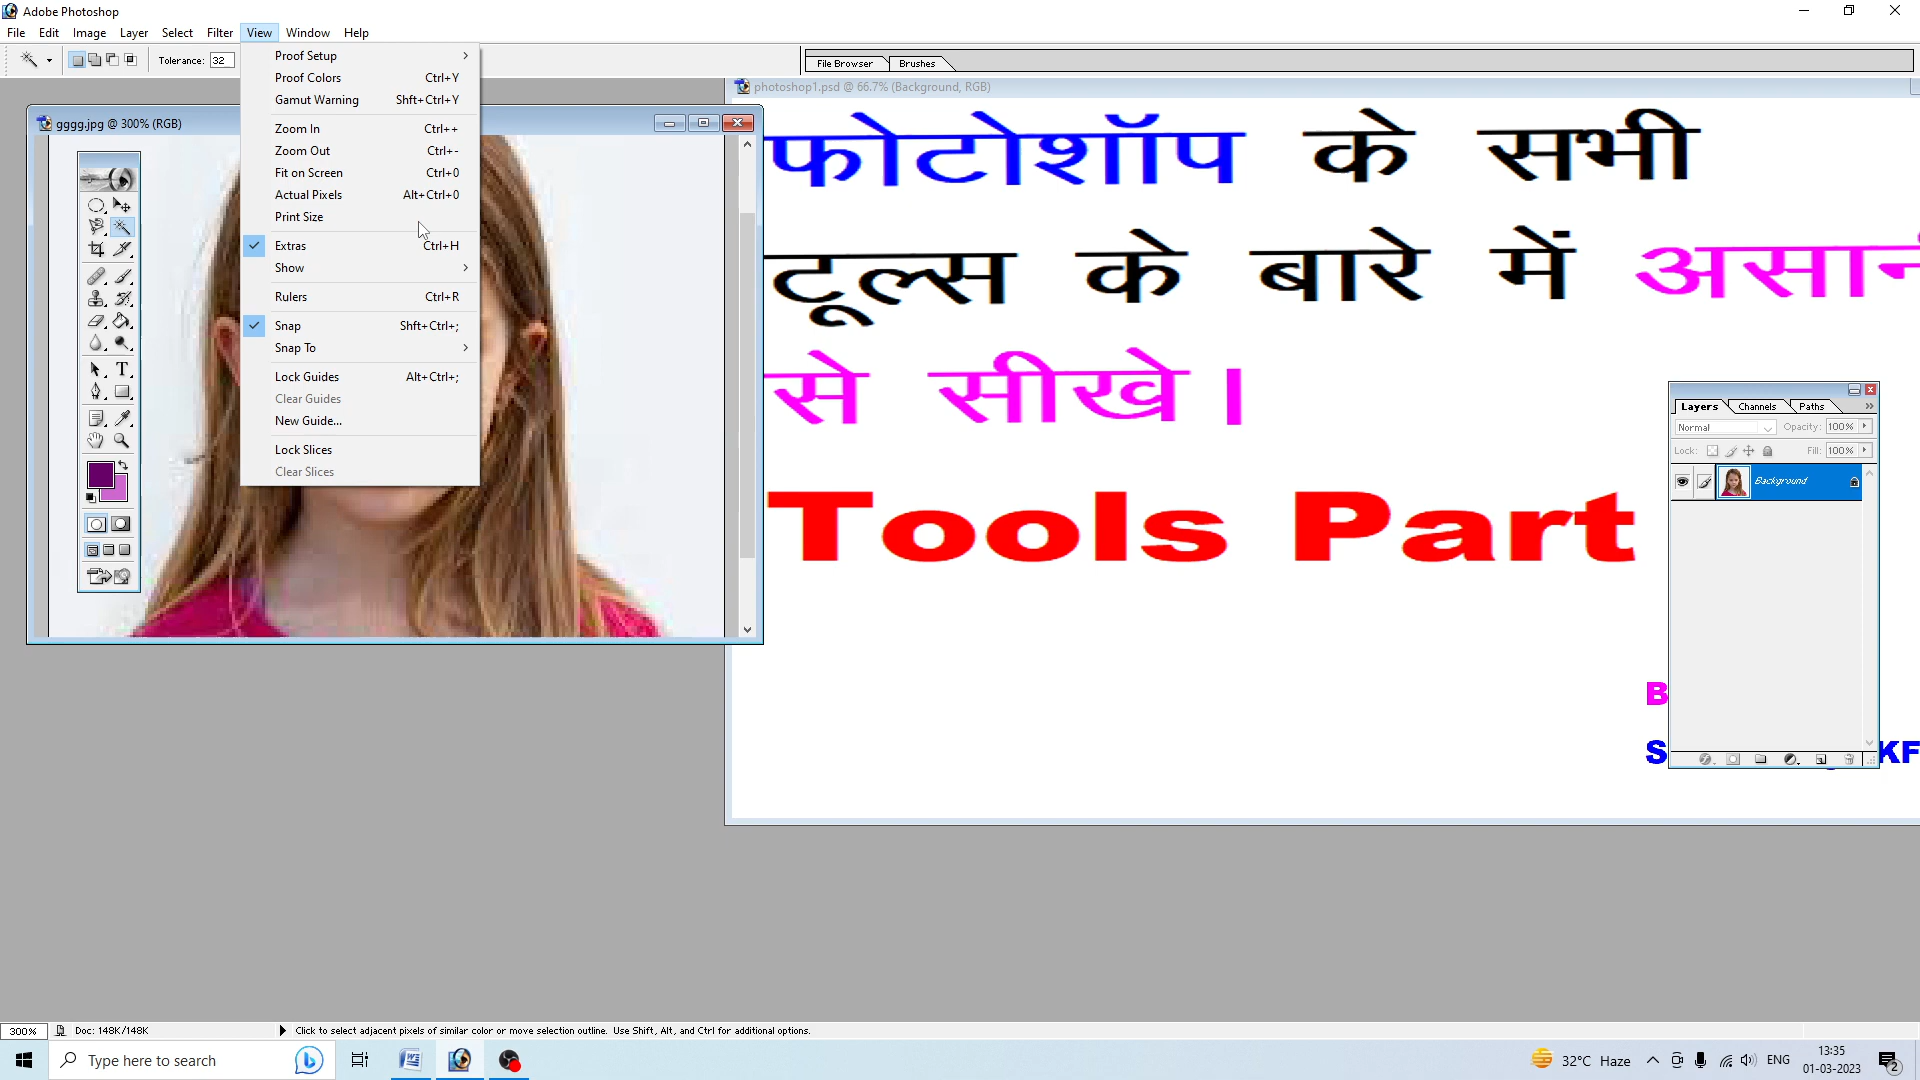 Adobe Photoshop
File Edit Image Layer Select Filter View Window Help
Tolerance: 32
File Browser Brushes
Proof Setup
Proof Colors Ctrl+Y
Gamut Warning Shft+Ctrl+Y
Zoom In Ctrl++
Zoom Out Ctrl+-
Fit on Screen Ctrl+0
Actual Pixels Alt+Ctrl+0
Print Size
Extras Ctrl+H
Show
Rulers Ctrl+R
Snap Shft+Ctrl+;
Snap To
Lock Guides Alt+Ctrl+;
Clear Guides
New Guide...
Lock Slices
Clear Slices
gggg.jpg @ 300% (RGB)
photoshop1.psd @ 66.7% (Background, RGB)
फोटोशॉप के सभी
टूल्स के बारे में
से सीखे।
Tools Part
B
S
KF
Layers Channels Paths
Normal Opacity: 100%
Lock: Fill: 100%
Background
300% Doc: 148K/148K Click to select adjacent pixels of similar color or move selection outline. Use Shift, Alt, and Ctrl for additional options.
Type here to search
32°C Haze
ENG
13:35
01-03-2023
2